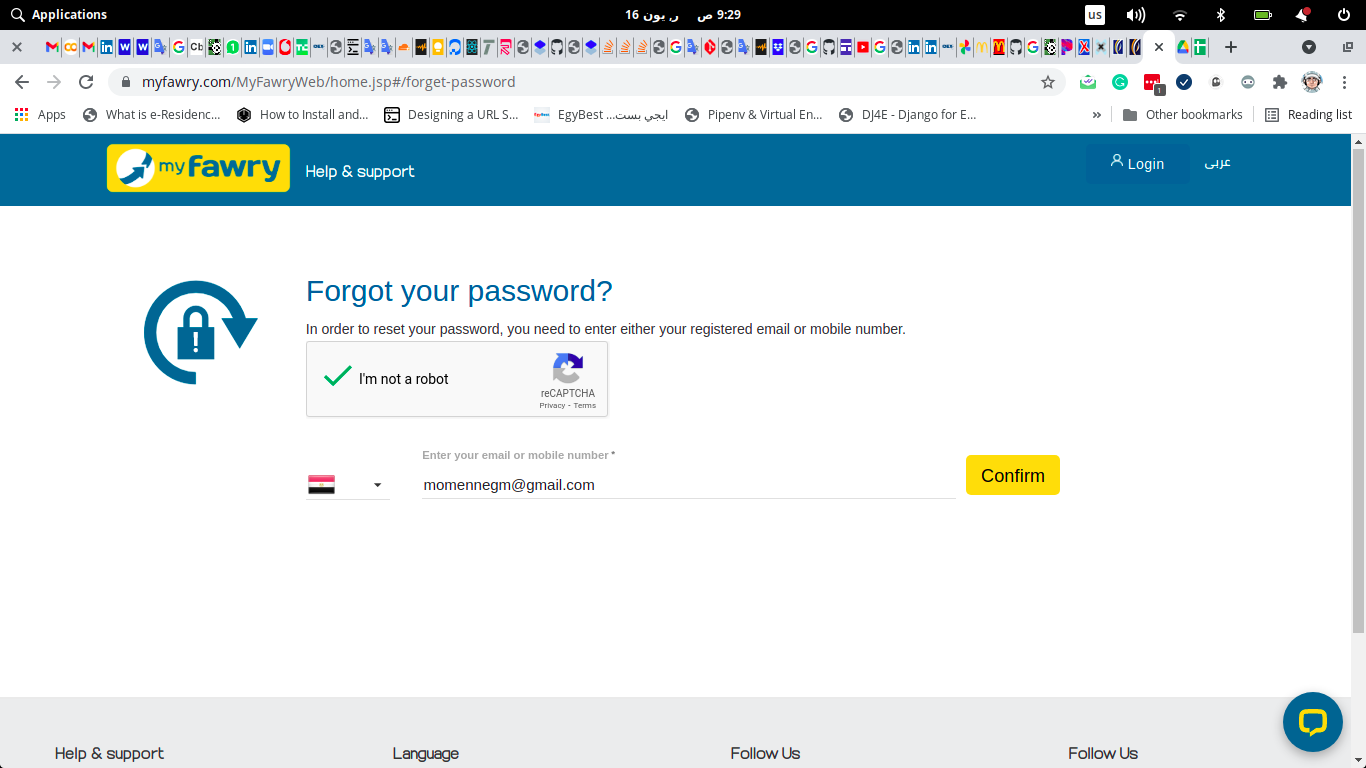 Applications
9:29 ص ر, يون 16
us
myfawry.com/MyFawryWeb/home.jsp#/forget-password
1
Apps
What is e-Residenc...
How to Install and...
Designing a URL S...
EgyBest ...ايجي بست
Pipenv & Virtual En...
DJ4E - Django for E...
»
Other bookmarks
Reading list
my fawry
Help & support
Login
عربى
Forgot your password?
In order to reset your password, you need to enter either your registered email or mobile number.
I'm not a robot
reCAPTCHA
Privacy - Terms
Enter your email or mobile number *
momennegm@gmail.com
Confirm
Help & support
Language
Follow Us
Follow Us